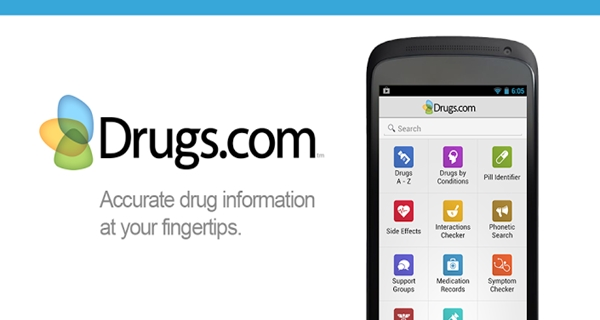 Drugs.com
Accurate drug information
at your fingertips.
6:05
Drugs.com
Search
Drugs
A - Z
Drugs by
Conditions
Pill Identifier
Side Effects
Interactions
Checker
Phonetic
Search
Support
Groups
Medication
Records
Symptom
Checker